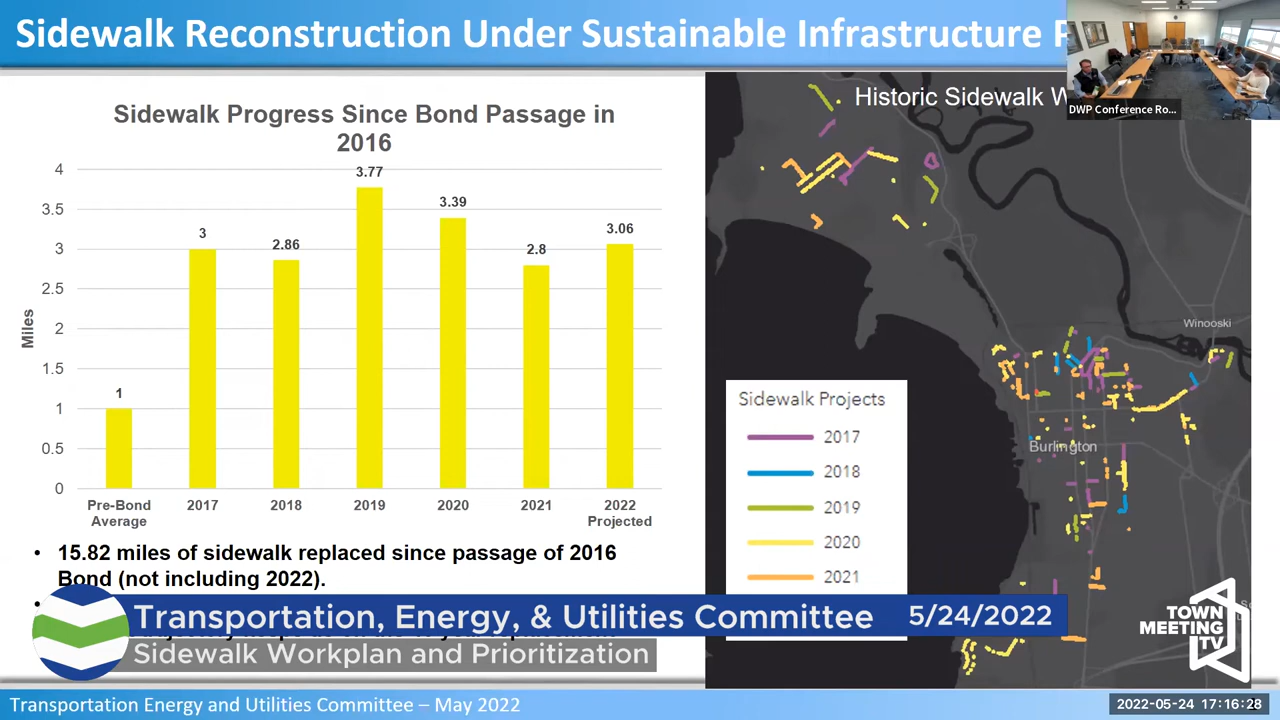 Sidewalk Reconstruction Under Sustainable Infrastructure
DWP Conference Ro...
Sidewalk Progress Since Bond Passage in
2016
Miles
4
3.5
3
2.5
2
1.5
1
0.5
0
1
3
2.86
3.77
3.39
2.8
3.06
Pre-Bond
Average
2017
2018
2019
2020
2021
2022
Projected
• 15.82 miles of sidewalk replaced since passage of 2016
Bond (not including 2022).
•
Historic Sidewalk
Winooski
Burlington
Sidewalk Projects
2017
2018
2019
2020
2021
Transportation, Energy, & Utilities Committee 5/24/2022
Sidewalk Workplan and Prioritization
TOWN
MEETING
TV
Transportation Energy and Utilities Committee – May 2022
2022-05-24 17:16:28